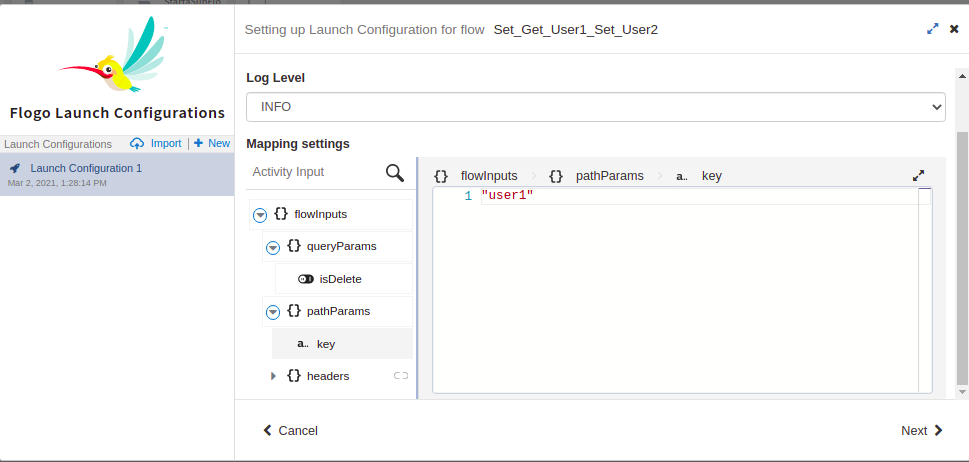 Setting up Launch Configuration for flow Set_Get_User1_Set_User2
Flogo Launch Configurations
Launch Configurations Import | + New
Launch Configuration 1
Mar 2, 2021, 1:28:14 PM
Log Level
INFO
Mapping settings
Activity Input
{} flowInputs
{} queryParams
isDelete
{} pathParams
a.. key
{} headers
{} flowInputs > {} pathParams > a.. key
1 "user1"
Cancel
Next